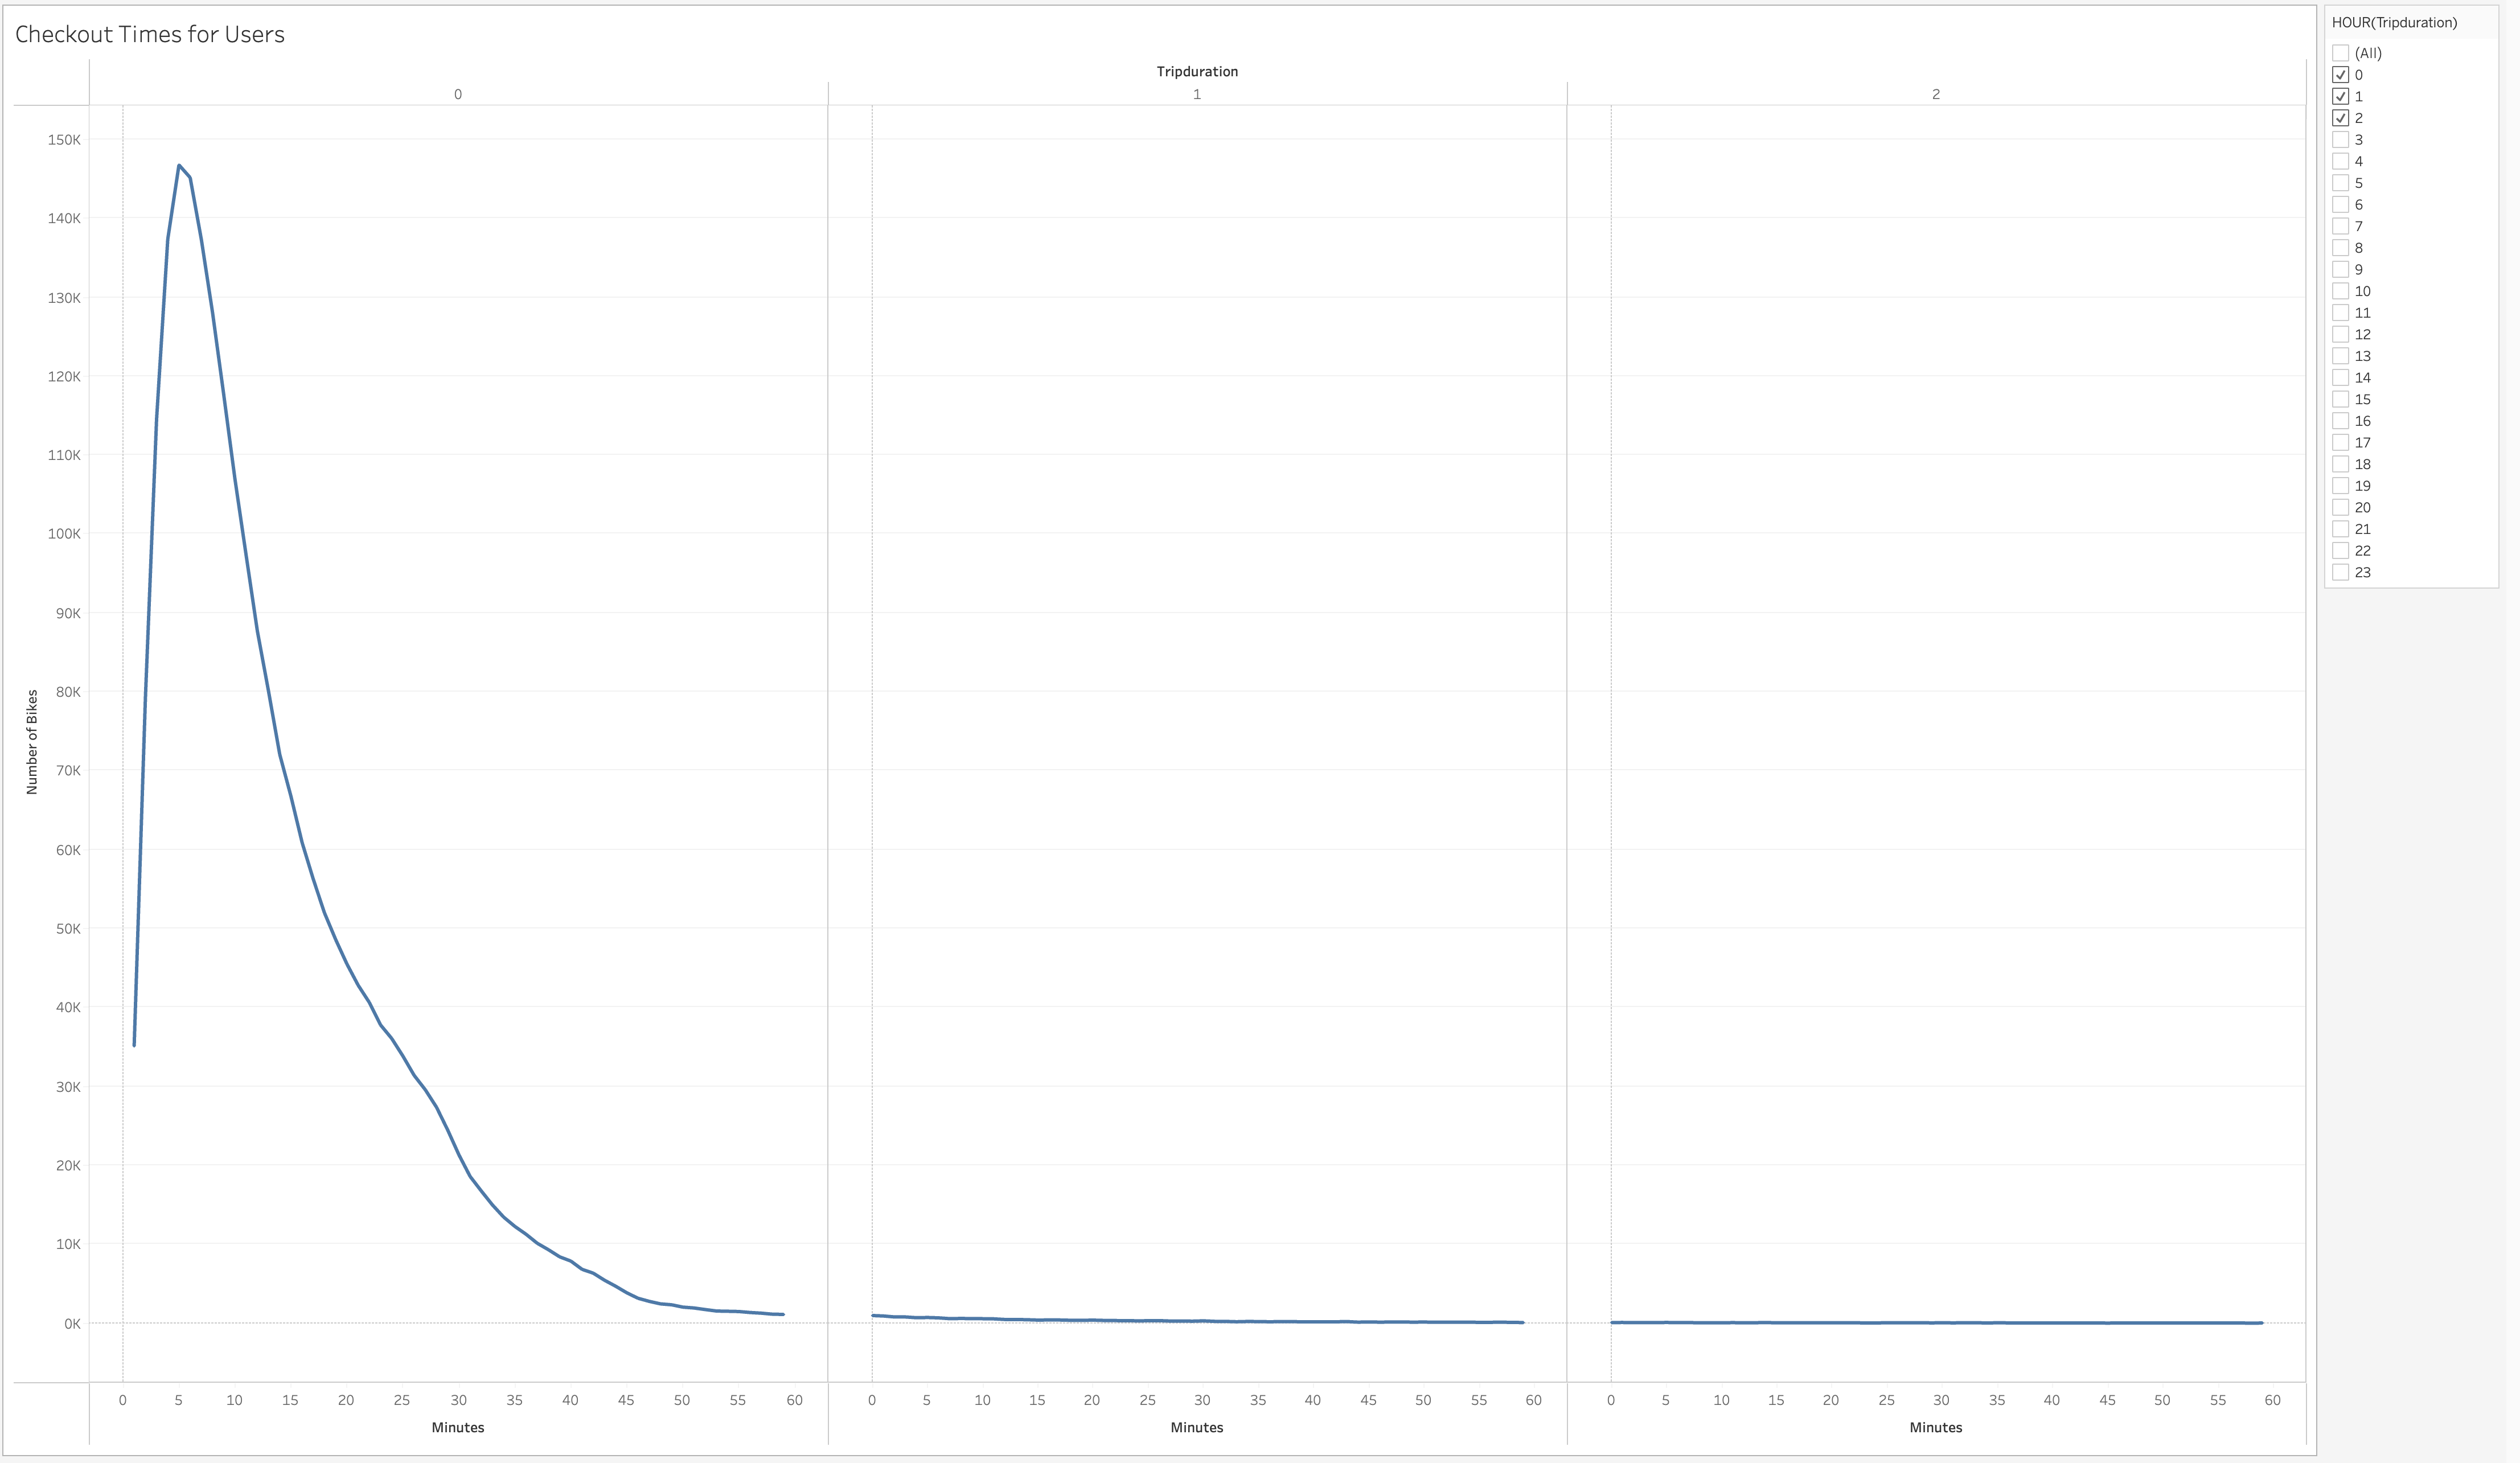 Checkout Times for Users
Tripduration
0 1 2
150K
140K
130K
120K
110K
100K
90K
80K
70K
60K
50K
40K
30K
20K
10K
0K
Number of Bikes
0 5 10 15 20 25 30 35 40 45 50 55 60
Minutes
0 5 10 15 20 25 30 35 40 45 50 55 60
Minutes
0 5 10 15 20 25 30 35 40 45 50 55 60
Minutes
HOUR(Tripduration)
(All)
0
1
2
3
4
5
6
7
8
9
10
11
12
13
14
15
16
17
18
19
20
21
22
23